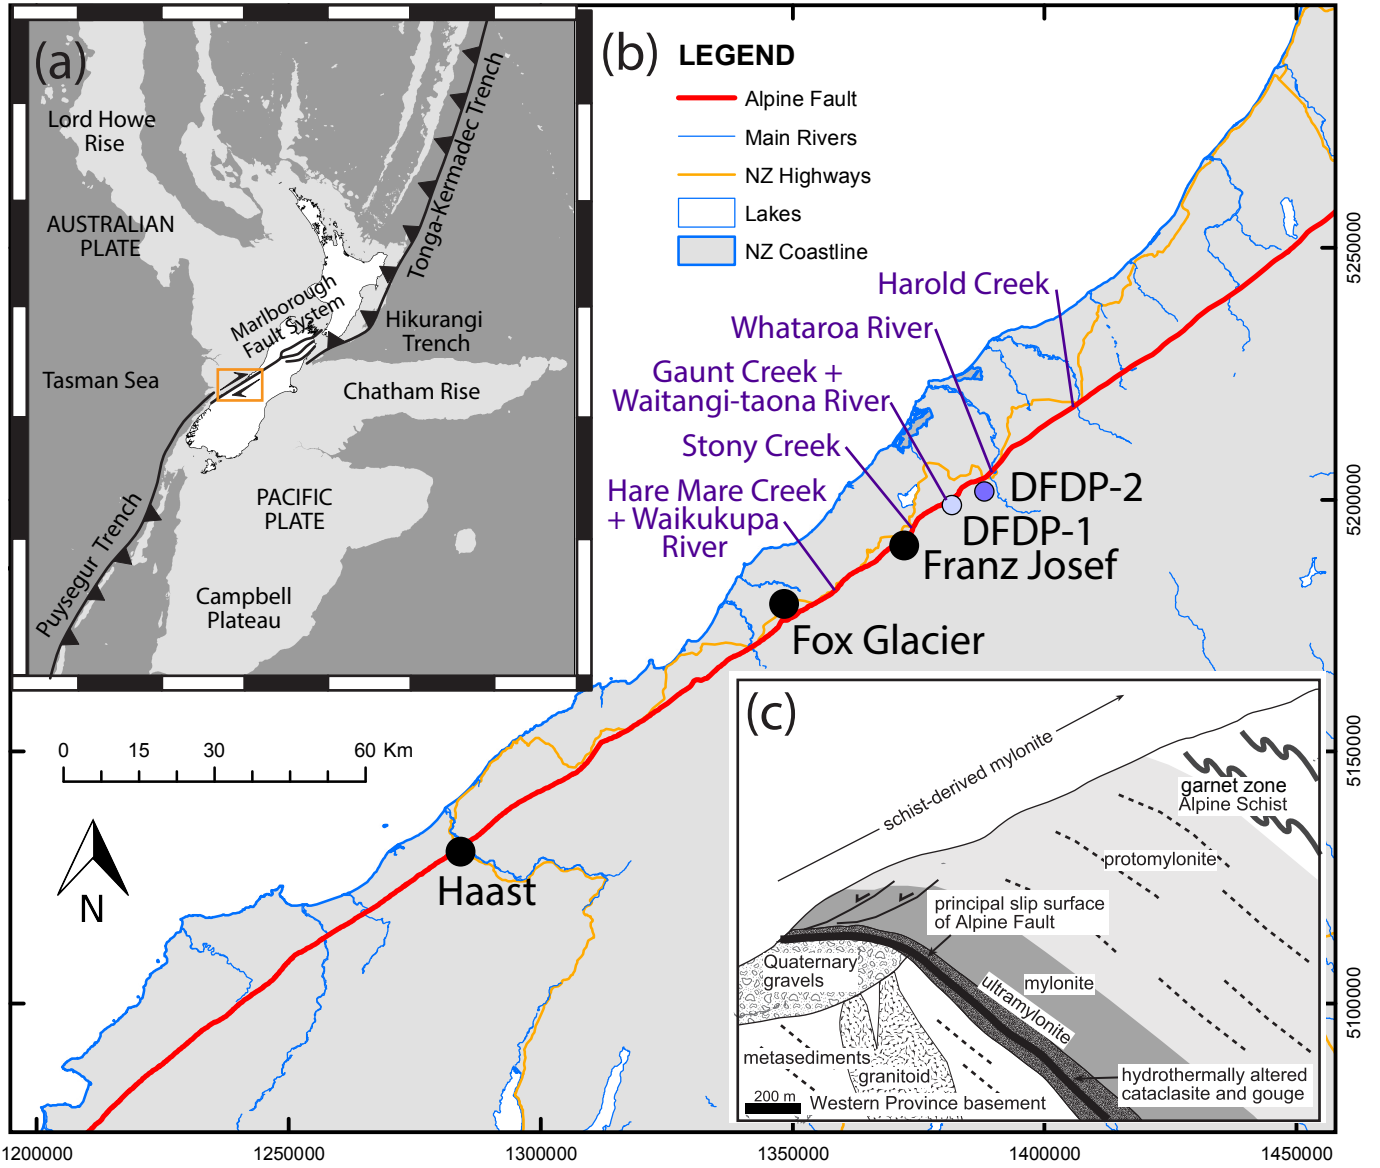 (a)
Lord Howe
Rise
AUSTRALIAN
PLATE
Tonga-Kermadec Trench
Marlborough
Fault System
Hikurangi
Trench
Tasman Sea
Chatham Rise
PACIFIC
PLATE
Puysegur Trench
Campbell
Plateau
(b)
LEGEND
Alpine Fault
Main Rivers
NZ Highways
Lakes
NZ Coastline
Harold Creek
Whataroa River
Gaunt Creek +
Waitangi-taona River
Stony Creek
Hare Mare Creek
+ Waikukupa
River
DFDP-2
DFDP-1
Franz Josef
Fox Glacier
Haast
0 15 30 60 Km
N
(c)
schist-derived mylonite
garnet zone
Alpine Schist
protomylonite
principal slip surface
of Alpine Fault
Quaternary
gravels
mylonite
ultramylonite
metasediments
granitoid
hydrothermally altered
cataclasite and gouge
200 m
Western Province basement
5250000
5200000
5150000
5100000
1200000 1250000 1300000 1350000 1400000 1450000